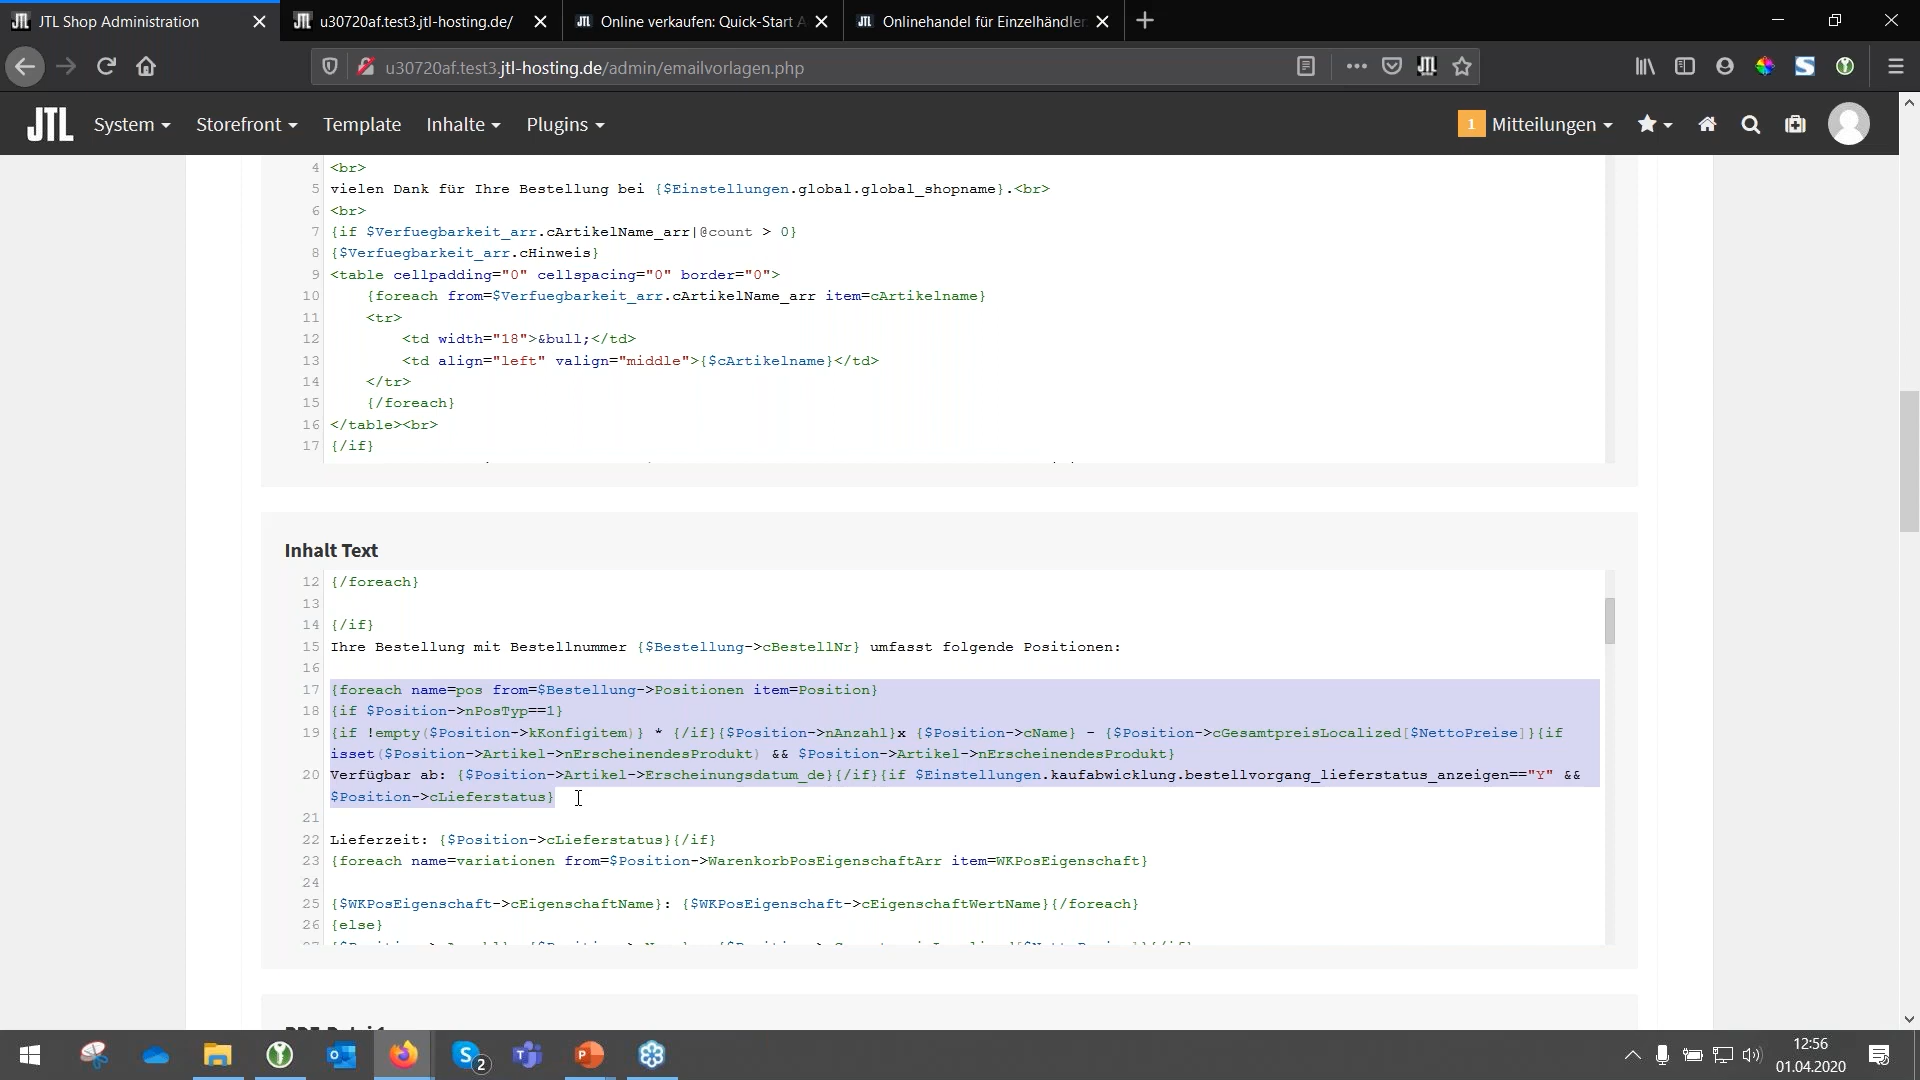 JTL Shop Administration
u30720af.test3.jtl-hosting.de/
Online verkaufen: Quick-Start A
Onlinehandel für Einzelhändler
u30720af.test3.jtl-hosting.de/admin/emailvorlagen.php
JTL System Storefront Template Inhalte Plugins 1 Mitteilungen
4 <br>
5 vielen Dank für Ihre Bestellung bei {$Einstellungen.global.global_shopname}.<br>
6 <br>
7 {if $Verfuegbarkeit_arr.cArtikelName_arr|@count > 0}
8 {$Verfuegbarkeit_arr.cHinweis}
9 <table cellpadding="0" cellspacing="0" border="0">
10 {foreach from=$Verfuegbarkeit_arr.cArtikelName_arr item=cArtikelname}
11 <tr>
12 <td width="18">&bull;</td>
13 <td align="left" valign="middle">{$cArtikelname}</td>
14 </tr>
15 {/foreach}
16 </table><br>
17 {/if}
Inhalt Text
12 {/foreach}
13
14 {/if}
15 Ihre Bestellung mit Bestellnummer {$Bestellung->cBestellNr} umfasst folgende Positionen:
16
17 {foreach name=pos from=$Bestellung->Positionen item=Position}
18 {if $Position->nPosTyp==1}
19 {if !empty($Position->kKonfigitem)} * {/if}{$Position->nAnzahl}x {$Position->cName} - {$Position->cGesamtpreisLocalized[$NettoPreise]}{if
isset($Position->Artikel->nErscheinendesProdukt) && $Position->Artikel->nErscheinendesProdukt}
20 Verfügbar ab: {$Position->Artikel->Erscheinungsdatum_de}{/if}{if $Einstellungen.kaufabwicklung.bestellvorgang_lieferstatus_anzeigen=="Y" &&
$Position->cLieferstatus}
21
22 Lieferzeit: {$Position->cLieferstatus}{/if}
23 {foreach name=variationen from=$Position->WarenkorbPosEigenschaftArr item=WKPosEigenschaft}
24
25 {$WKPosEigenschaft->cEigenschaftName}: {$WKPosEigenschaft->cEigenschaftWertName}{/foreach}
26 {else}
2
12:56
01.04.2020